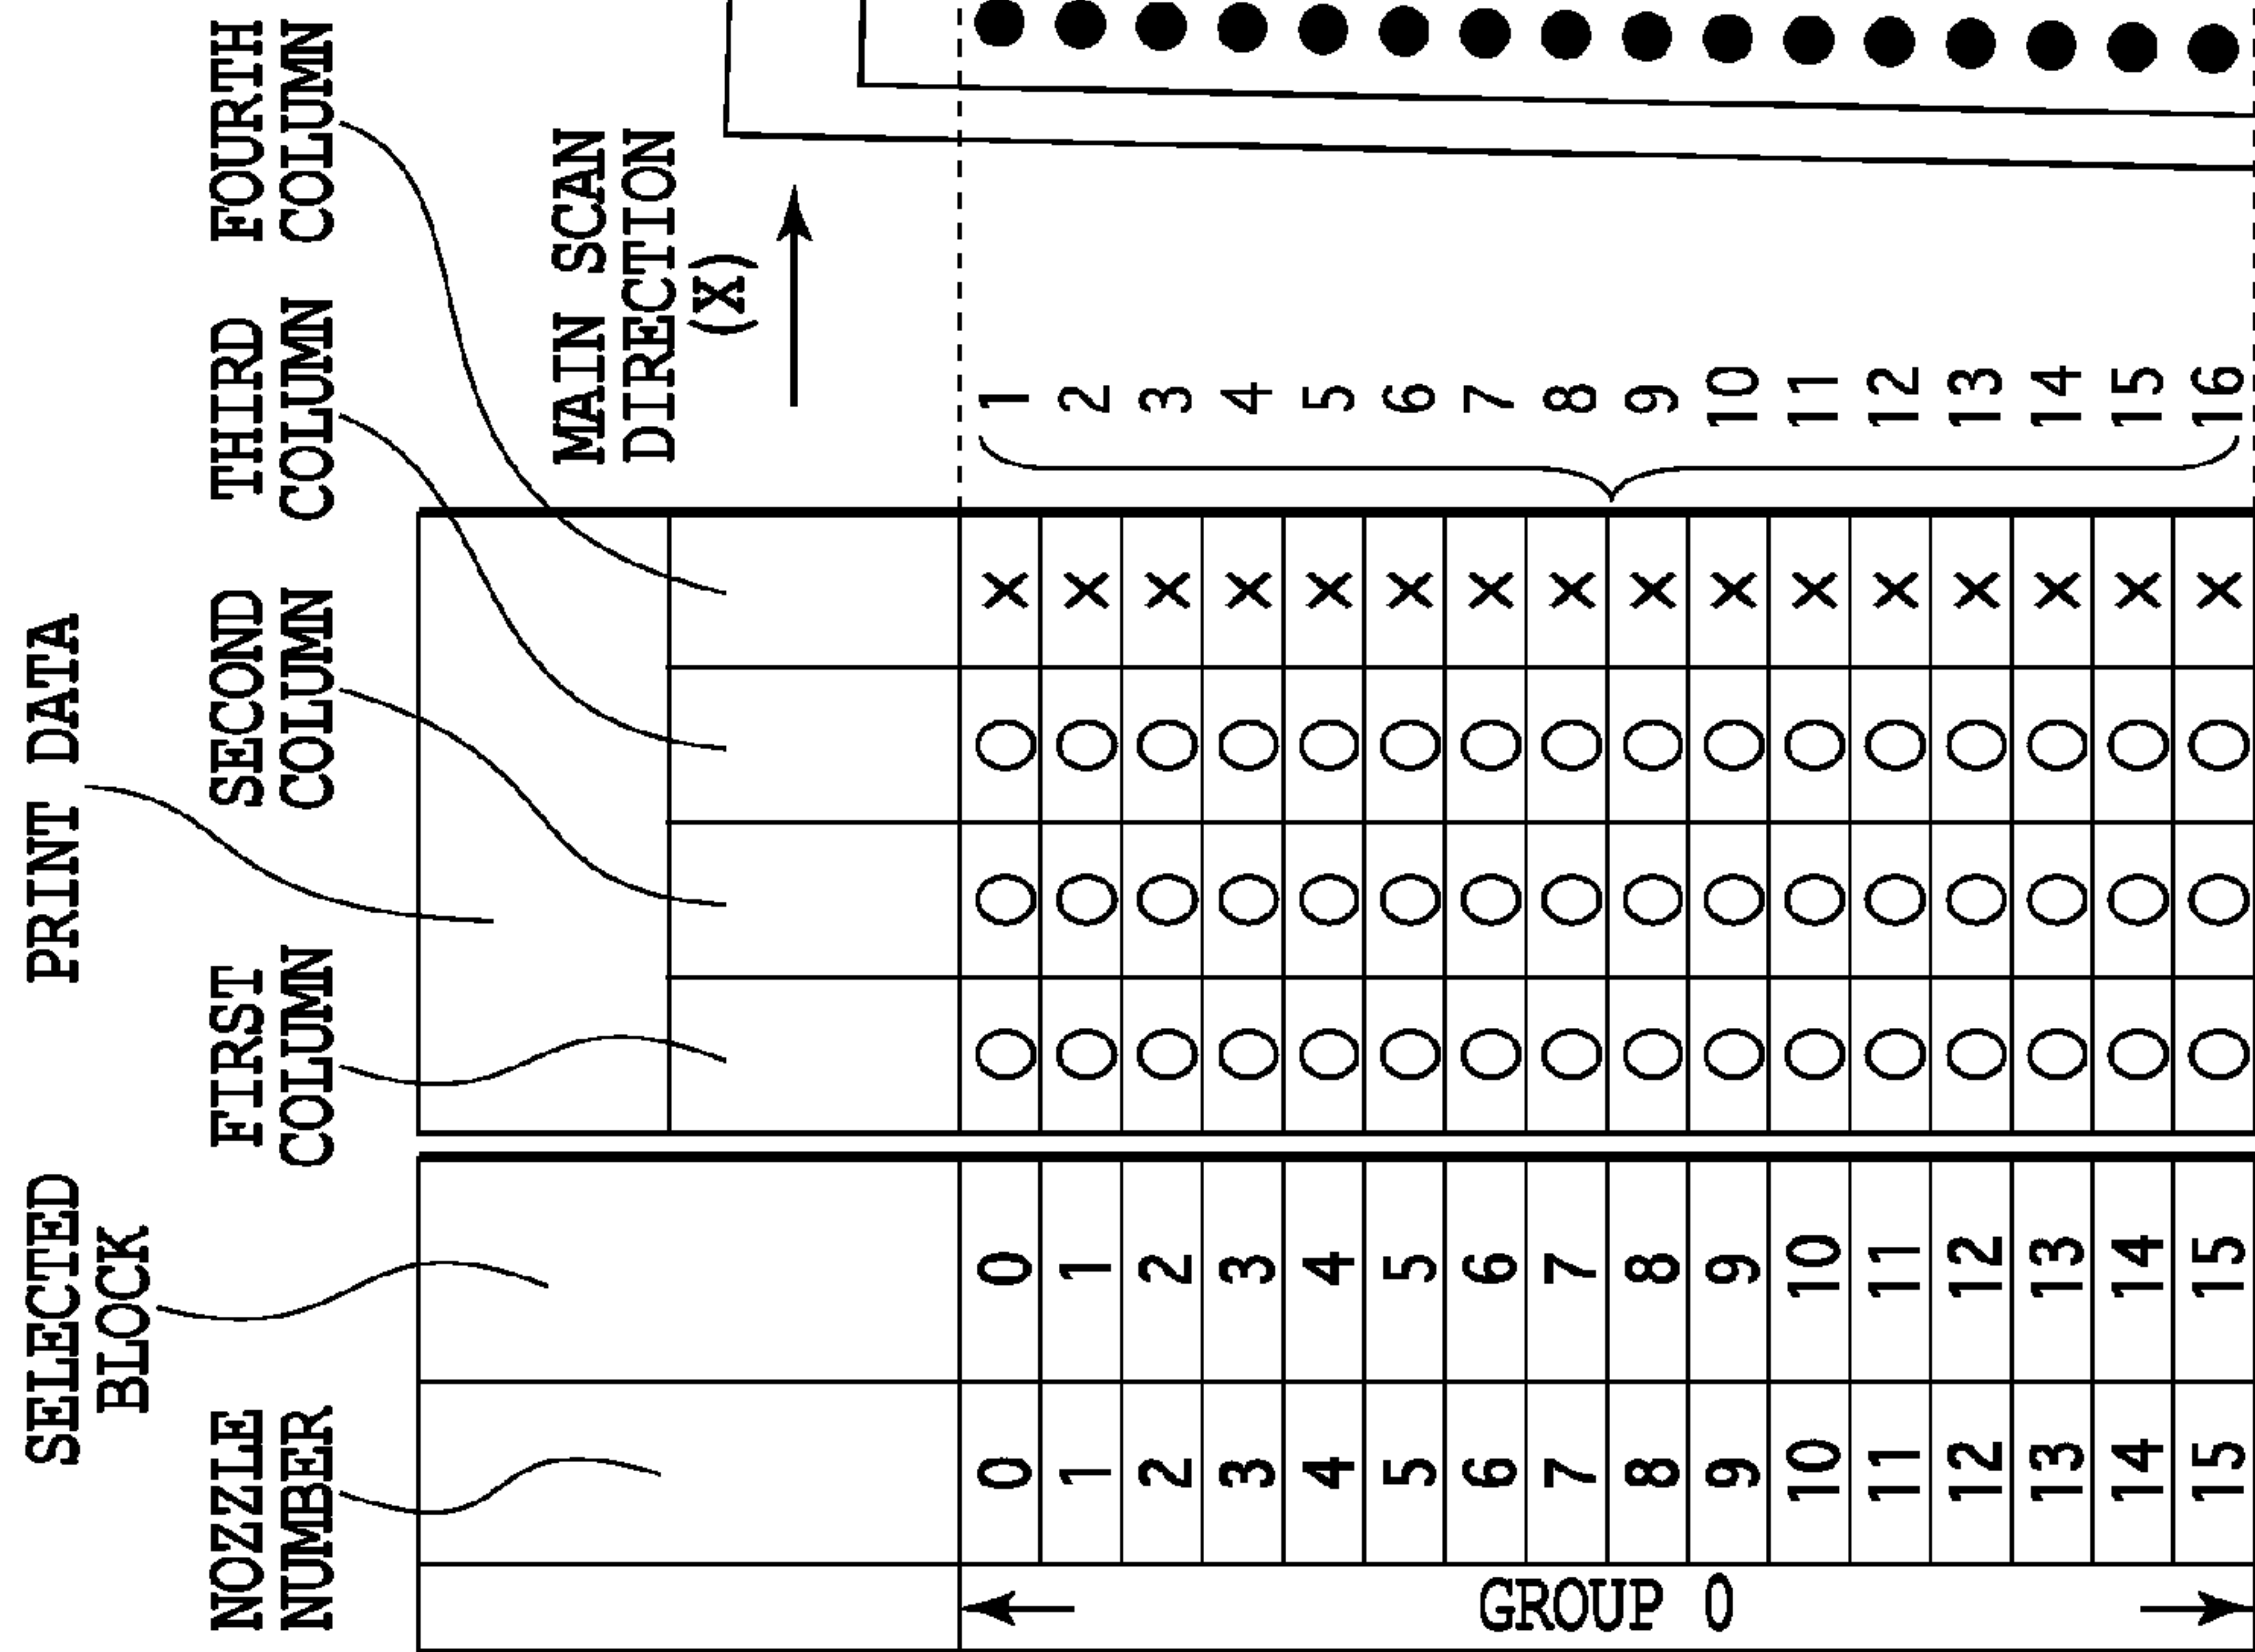 SELECTED
BLOCK
PRINT DATA
NOZZLE
NUMBER
FIRST
COLUMN
SECOND
COLUMN
THIRD
COLUMN
FOURTH
COLUMN
MAIN SCAN
DIRECTION
(X)
GROUP 0
0 0 O O O x 1
1 1 O O O x 2
2 2 O O O x 3
3 3 O O O x 4
4 4 O O O x 5
5 5 O O O x 6
6 6 O O O x 7
7 7 O O O x 8
8 8 O O O x 9
9 9 O O O x 10
10 10 O O O x 11
11 11 O O O x 12
12 12 O O O x 13
13 13 O O O x 14
14 14 O O O x 15
15 15 O O O x 16